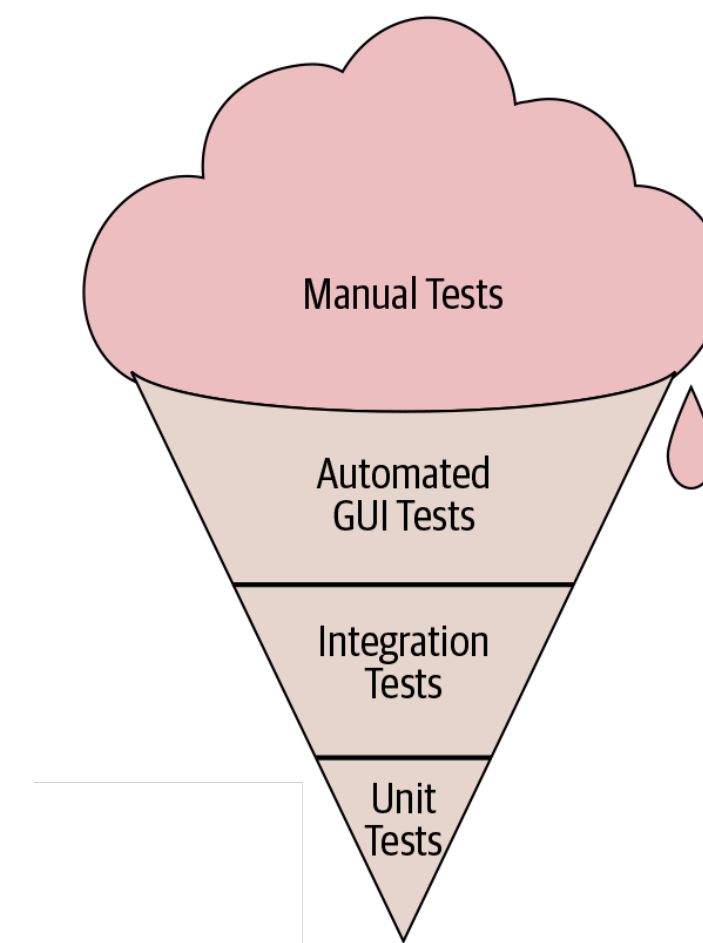 Manual Tests
Automated
GUI Tests
Integration
Tests
Unit
Tests